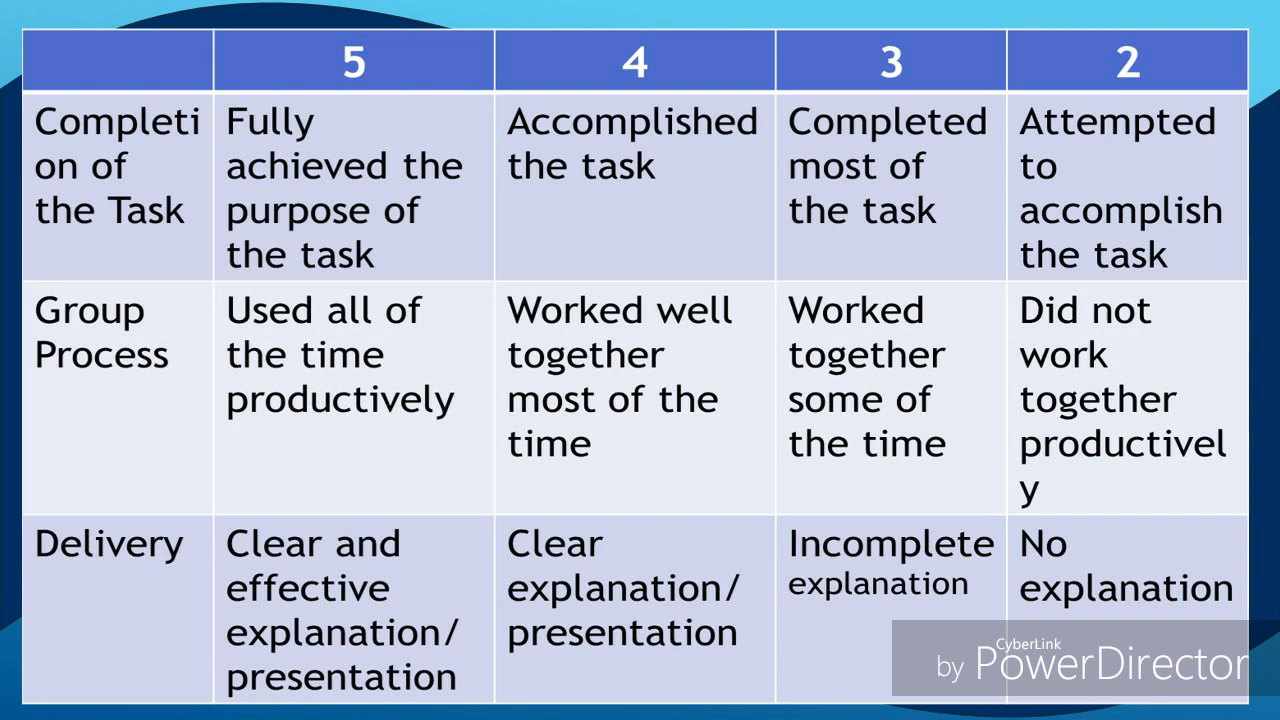 5
4
3
2
Completi
on of
the Task
Fully
achieved the
purpose of
the task
Accomplished
the task
Completed
most of
the task
Attempted
to
accomplish
the task
Group
Process
Used all of
the time
productively
Worked well
together
most of the
time
Worked
together
some of
the time
Did not
work
together
productivel
y
Delivery
Clear and
effective
explanation/
presentation
Clear
explanation/
presentation
Incomplete
explanation
No
explanation
CyberLink
by PowerDirector